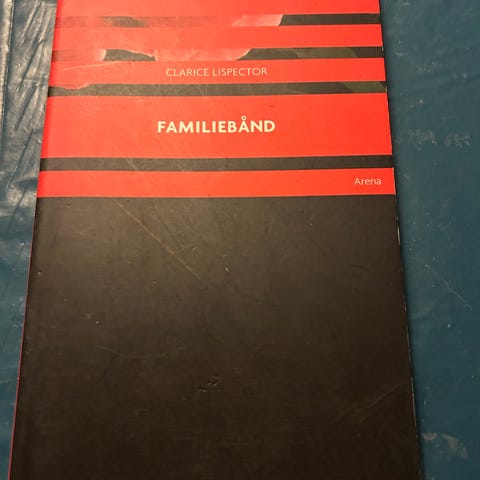 CLARICE LISPECTOR
FAMILIEBÅND
Arena